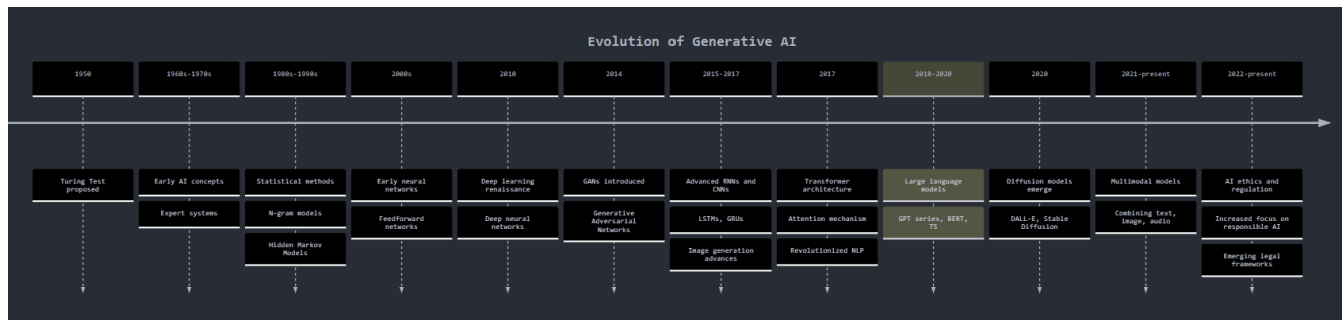 Evolution of Generative AI
1950
1960s-1970s
1980s-1990s
2000s
2010
2014
2015-2017
2017
2018-2020
2020
2021-present
2022-present
Turing Test
proposed
Early AI concepts
Expert systems
Statistical methods
N-gram models
Hidden Markov
Models
Early neural
networks
Feedforward
networks
Deep learning
renaissance
Deep neural
networks
GANs introduced
Generative
Adversarial
Networks
Advanced RNNs and
CNNs
LSTMs, GRUs
Image generation
advances
Transformer
architecture
Attention mechanism
Revolutionized NLP
Large language
models
GPT series, BERT,
T5
Diffusion models
emerge
DALL-E, Stable
Diffusion
Multimodal models
Combining text,
image, audio
AI ethics and
regulation
Increased focus on
responsible AI
Emerging legal
frameworks